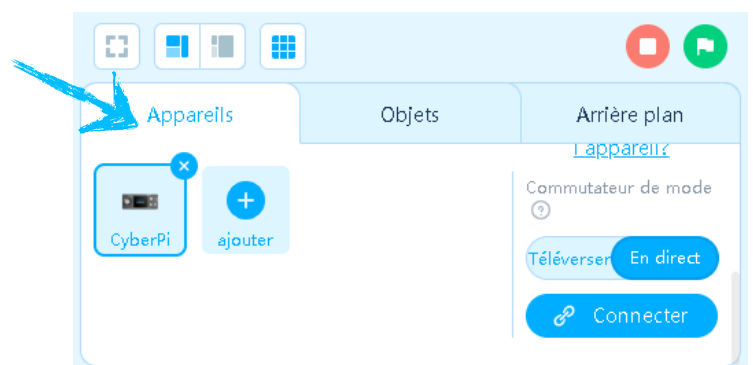 Appareils
Objets
Arrière plan
l'appareil?
Commutateur de mode
?
CyberPi
ajouter
Téléverser
En direct
Connecter